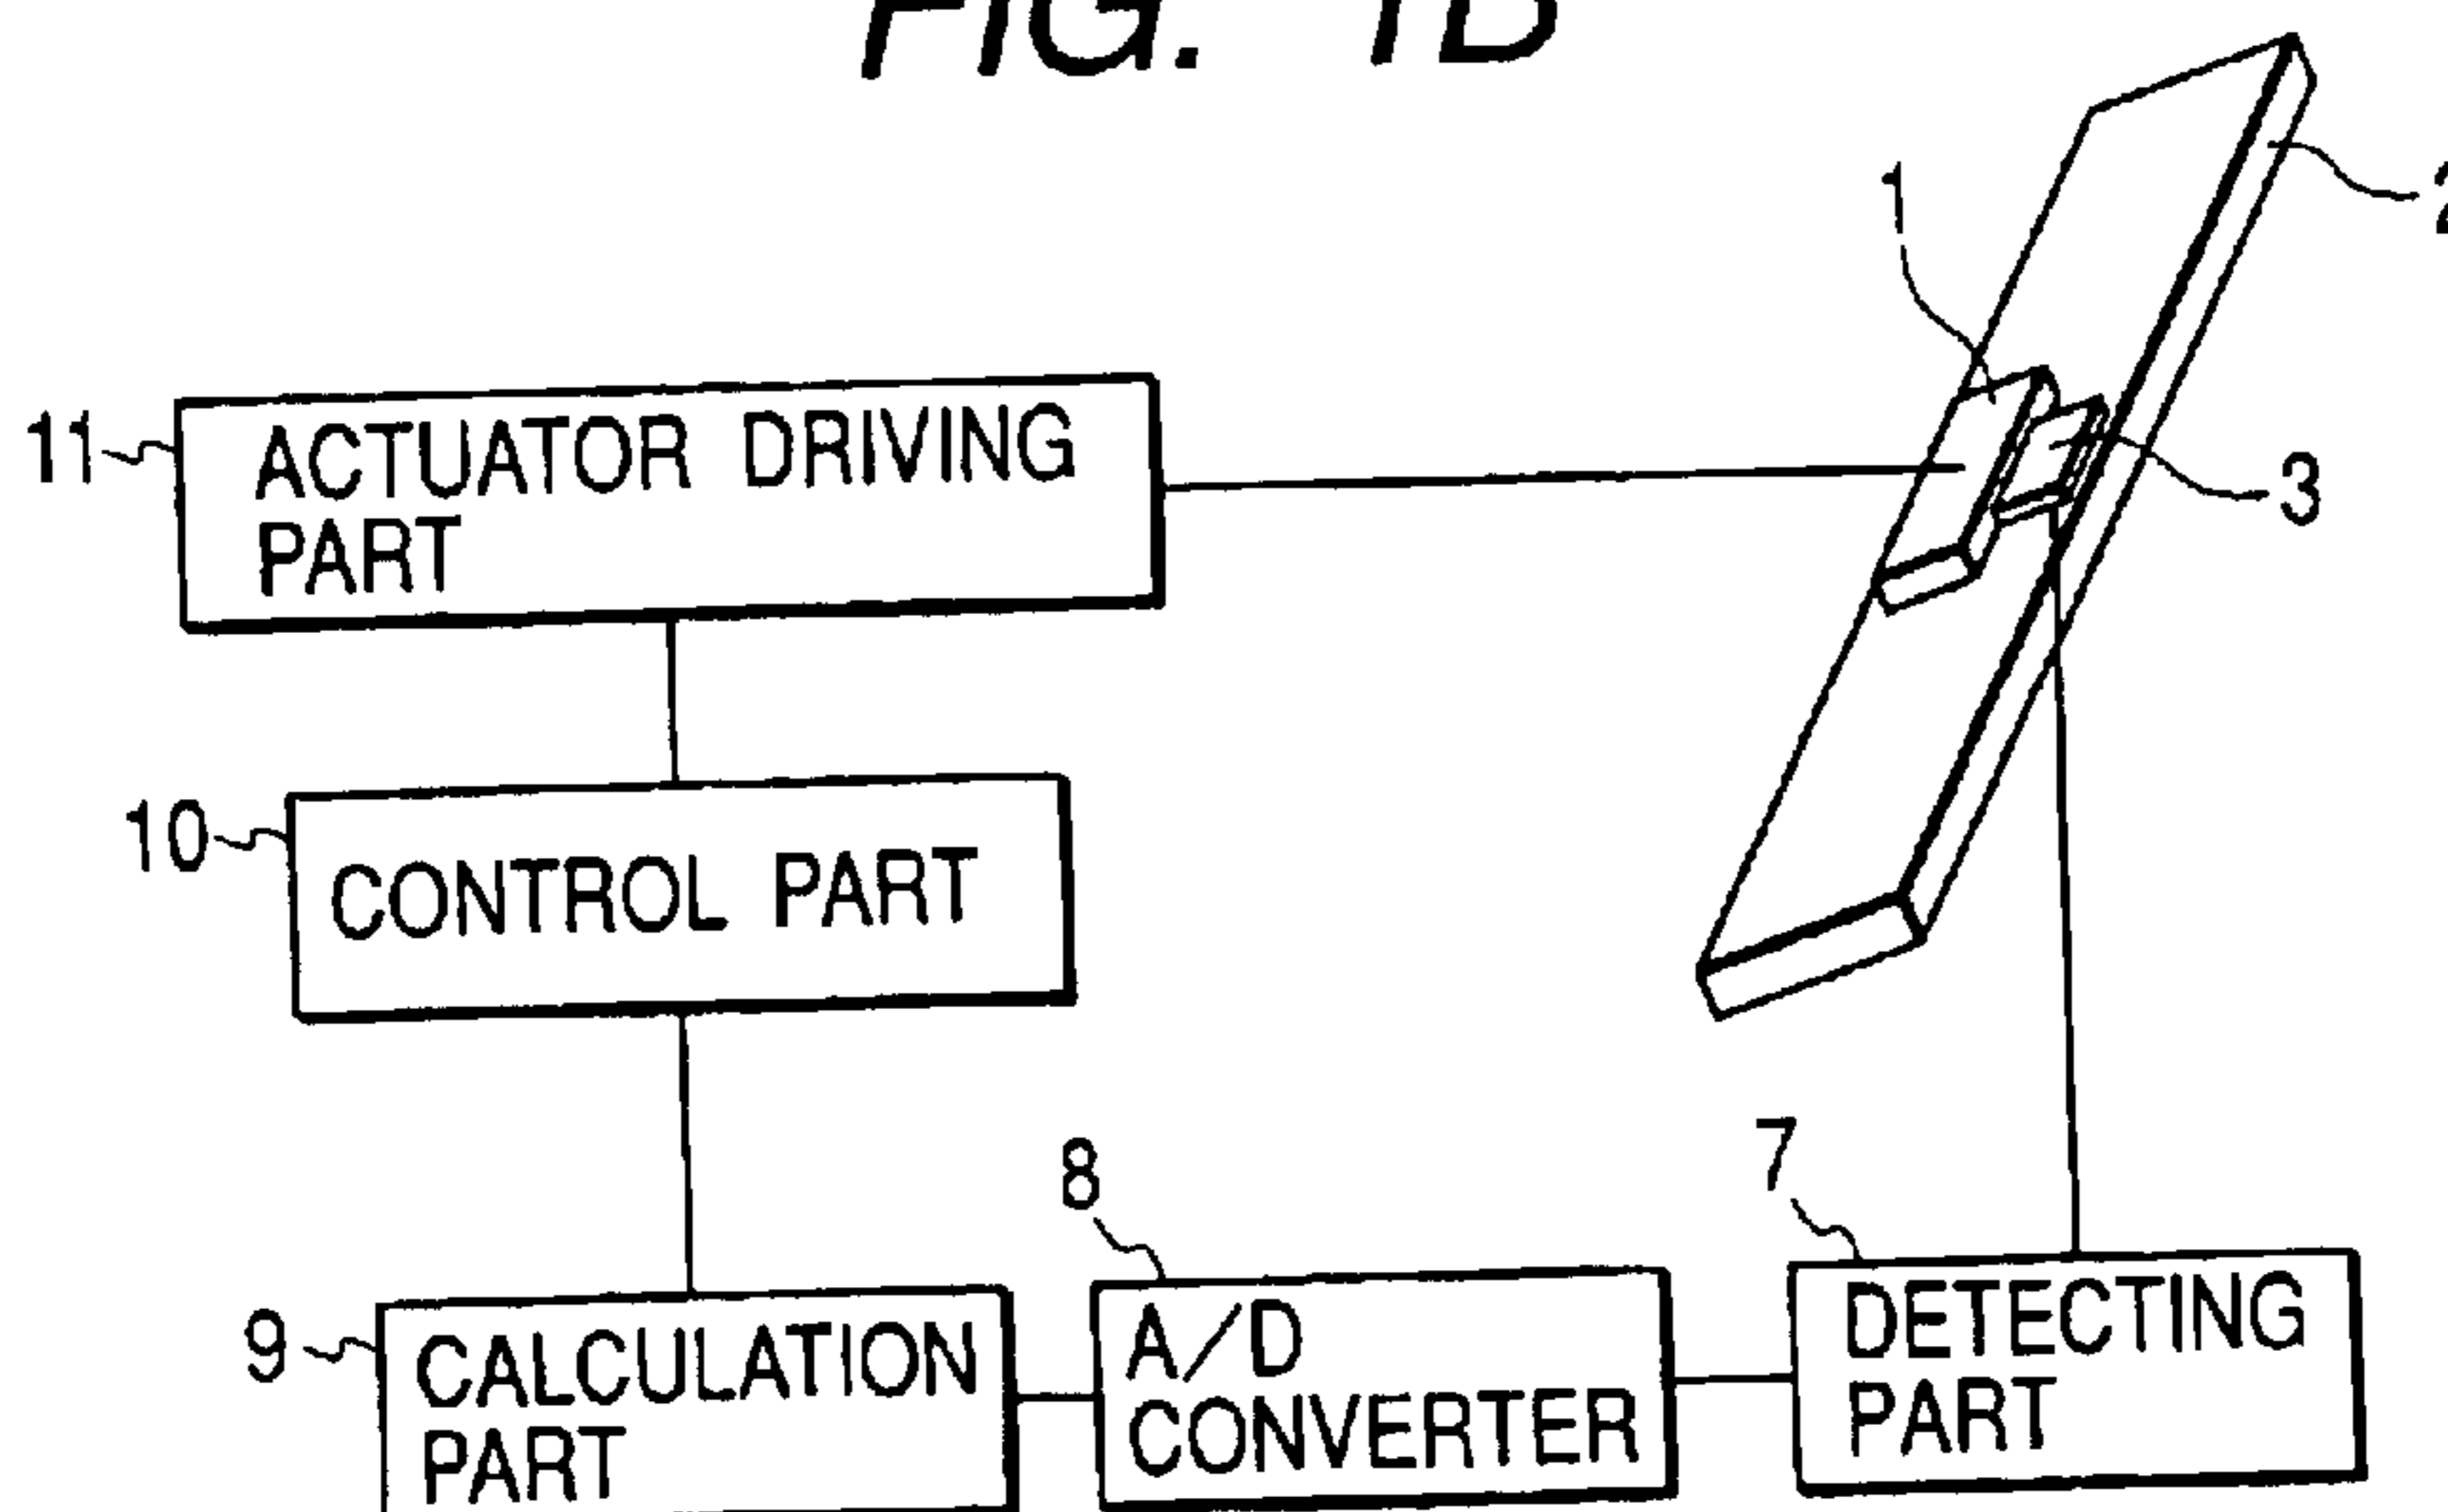 FIG. 1B
1
2
11
ACTUATOR DRIVING
PART
3
10
CONTROL PART
8
7
9
CALCULATION
PART
A/D
CONVERTER
DETECTING
PART